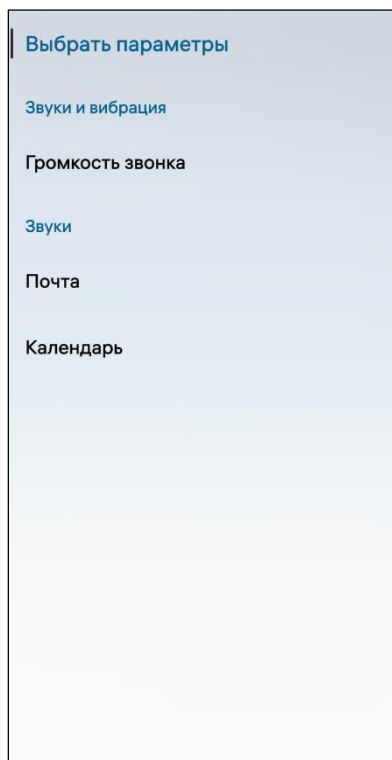 Выбрать параметры
Звуки и вибрация
Громкость звонка
Звуки
Почта
Календарь